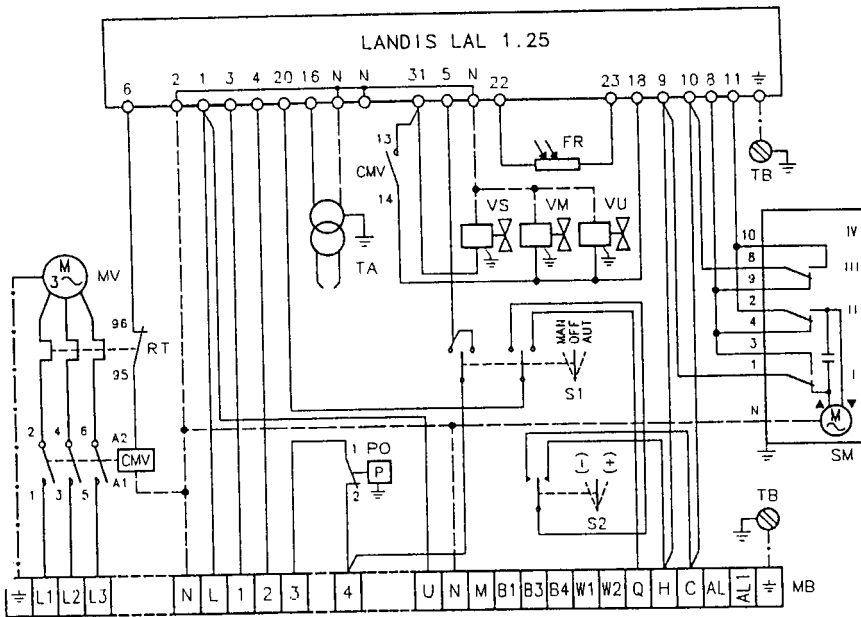 LANDIS LAL 1.25
6 2 1 3 4 20 16 N N 31 5 N 22 23 18 9 10 8 11
13
CMV
14
FR
TB
VS VM VU
TA
M
3
MV
96
RT
95
10 IV
8
III
9
2
II
4
3
1 I
N
M
SM
MAN
OFF
AUT
S1
2 4 6 A2
CMV
1 3 5 A1
1 PO
P
2
(-) (+)
S2
TB
L1 L2 L3 N L 1 2 3 4 U N M B1 B3 B4 W1 W2 Q H C AL AL1 MB